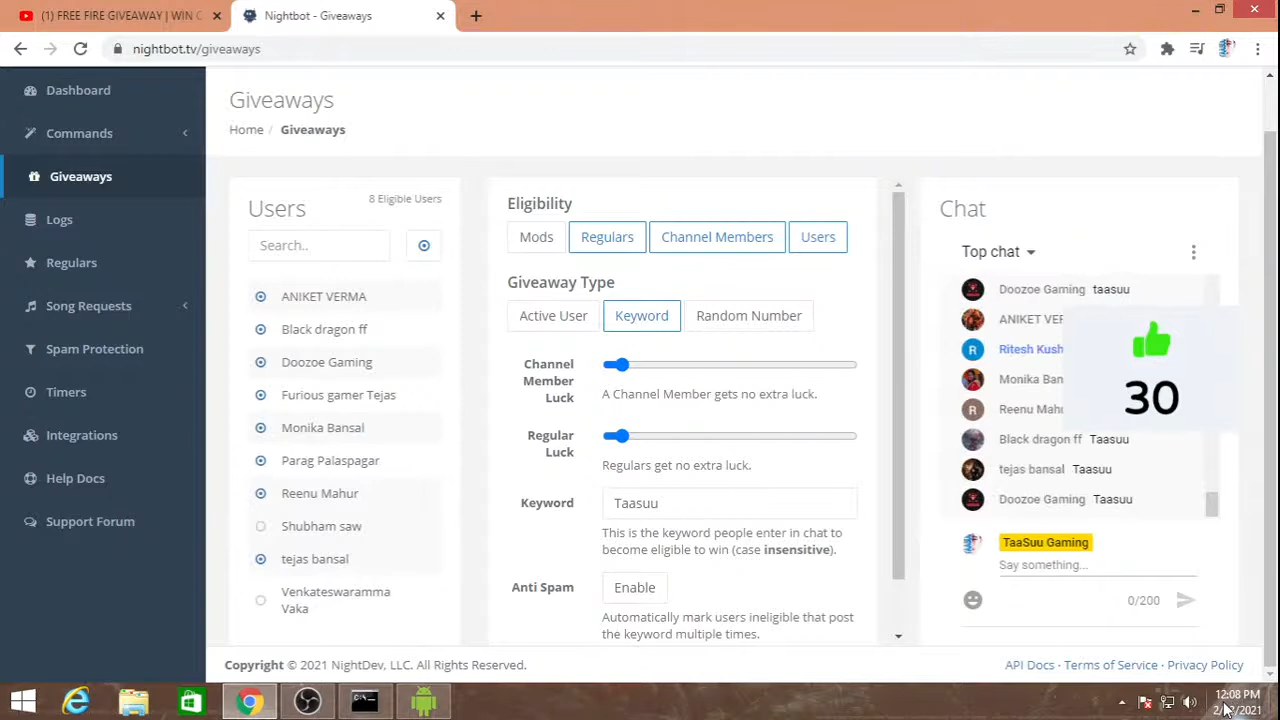 (1) FREE FIRE GIVEAWAY | WIN
Nightbot - Giveaways
nightbot.tv/giveaways
Dashboard
Commands
Giveaways
Logs
Regulars
Song Requests
Spam Protection
Timers
Integrations
Help Docs
Support Forum
Giveaways
Home / Giveaways
Users
8 Eligible Users
Search..
ANIKET VERMA
Black dragon ff
Doozoe Gaming
Furious gamer Tejas
Monika Bansal
Parag Palaspagar
Reenu Mahur
Shubham saw
tejas bansal
Venkateswaramma
Vaka
Eligibility
Mods Regulars Channel Members Users
Giveaway Type
Active User Keyword Random Number
Channel
Member
Luck
A Channel Member gets no extra luck.
Regular
Luck
Regulars get no extra luck.
Keyword Taasuu
This is the keyword people enter in chat to
become eligible to win (case insensitive).
Anti Spam Enable
Automatically mark users ineligible that post
the keyword multiple times.
Chat
Top chat
Doozoe Gaming taasuu
ANIKET VER
Ritesh Kush
Monika Ban
Reenu Mahu
Black dragon ff Taasuu
tejas bansal Taasuu
Doozoe Gaming Taasuu
30
TaaSuu Gaming
Say something...
0/200
Copyright © 2021 NightDev, LLC. All Rights Reserved.
API Docs · Terms of Service · Privacy Policy
12:08 PM